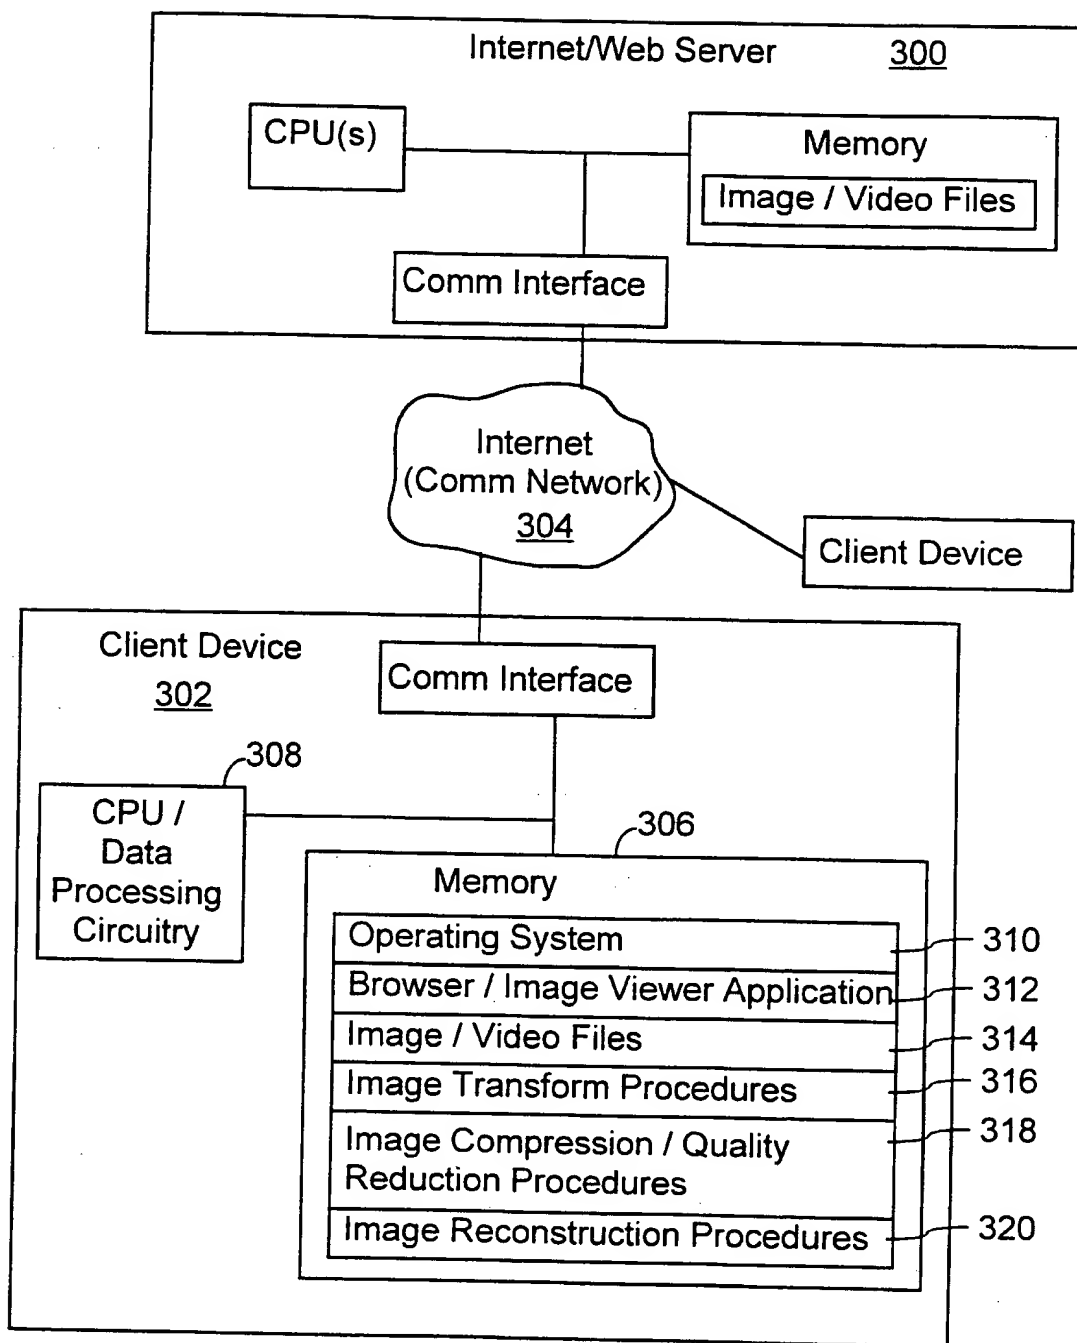 Internet/Web Server 300
CPU(s)
Memory
Image / Video Files
Comm Interface
Internet
(Comm Network)
304
Client Device
Client Device
302
Comm Interface
308
CPU /
Data
Processing
Circuitry
306
Memory
Operating System 310
Browser / Image Viewer Application 312
Image / Video Files 314
Image Transform Procedures 316
Image Compression / Quality 318
Reduction Procedures
Image Reconstruction Procedures 320